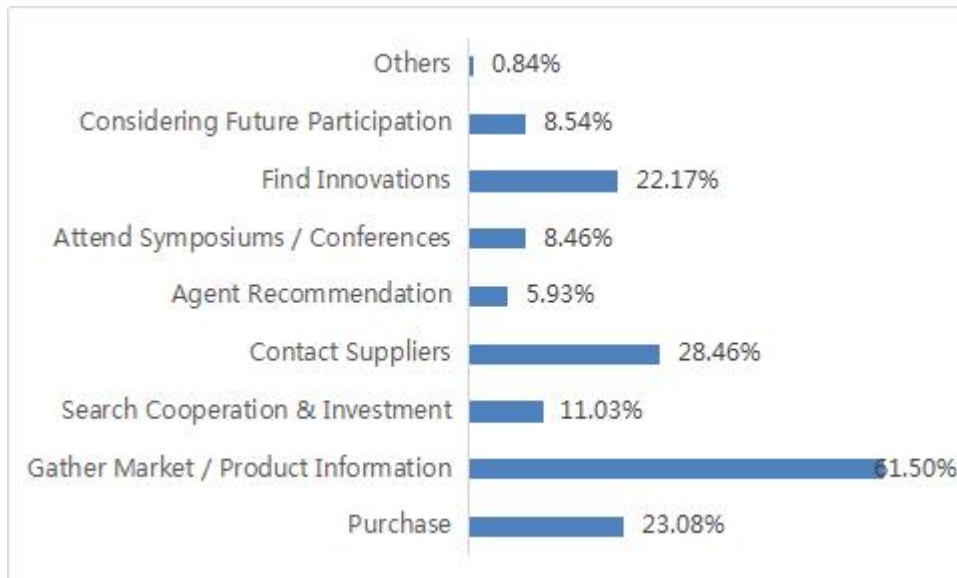 Others 0.84%
Considering Future Participation 8.54%
Find Innovations 22.17%
Attend Symposiums / Conferences 8.46%
Agent Recommendation 5.93%
Contact Suppliers 28.46%
Search Cooperation & Investment 11.03%
Gather Market / Product Information 61.50%
Purchase 23.08%